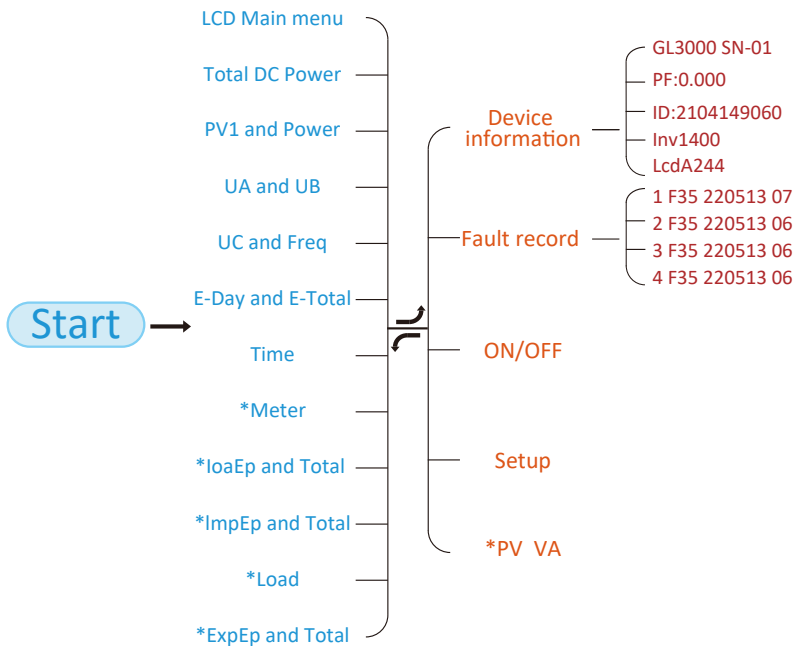 Start
LCD Main menu
Total DC Power
PV1 and Power
UA and UB
UC and Freq
E-Day and E-Total
Time
*Meter
*IoaEp and Total
*ImpEp and Total
*Load
*ExpEp and Total
Device
information
Fault record
ON/OFF
Setup
*PV VA
GL3000 SN-01
PF:0.000
ID:2104149060
Inv1400
LcdA244
1 F35 220513 07
2 F35 220513 06
3 F35 220513 06
4 F35 220513 06